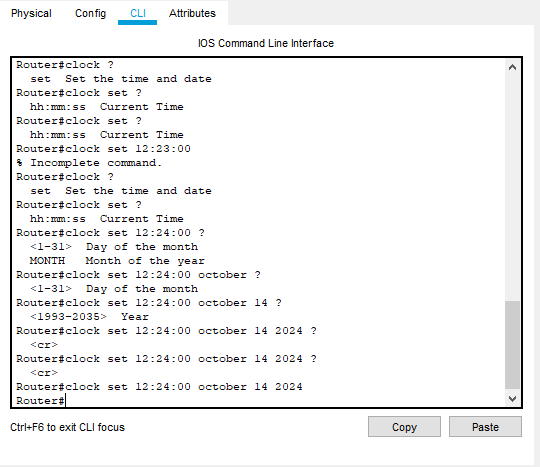 Physical Config CLI Attributes
IOS Command Line Interface
Router#clock ?
  set  Set the time and date
Router#clock set ?
  hh:mm:ss  Current Time
Router#clock set ?
  hh:mm:ss  Current Time
Router#clock set 12:23:00
% Incomplete command.
Router#clock ?
  set  Set the time and date
Router#clock set ?
  hh:mm:ss  Current Time
Router#clock set 12:24:00 ?
  <1-31>  Day of the month
  MONTH   Month of the year
Router#clock set 12:24:00 october ?
  <1-31>  Day of the month
Router#clock set 12:24:00 october 14 ?
  <1993-2035>  Year
Router#clock set 12:24:00 october 14 2024 ?
  <cr>
Router#clock set 12:24:00 october 14 2024 ?
  <cr>
Router#clock set 12:24:00 october 14 2024
Router#
Ctrl+F6 to exit CLI focus Copy Paste